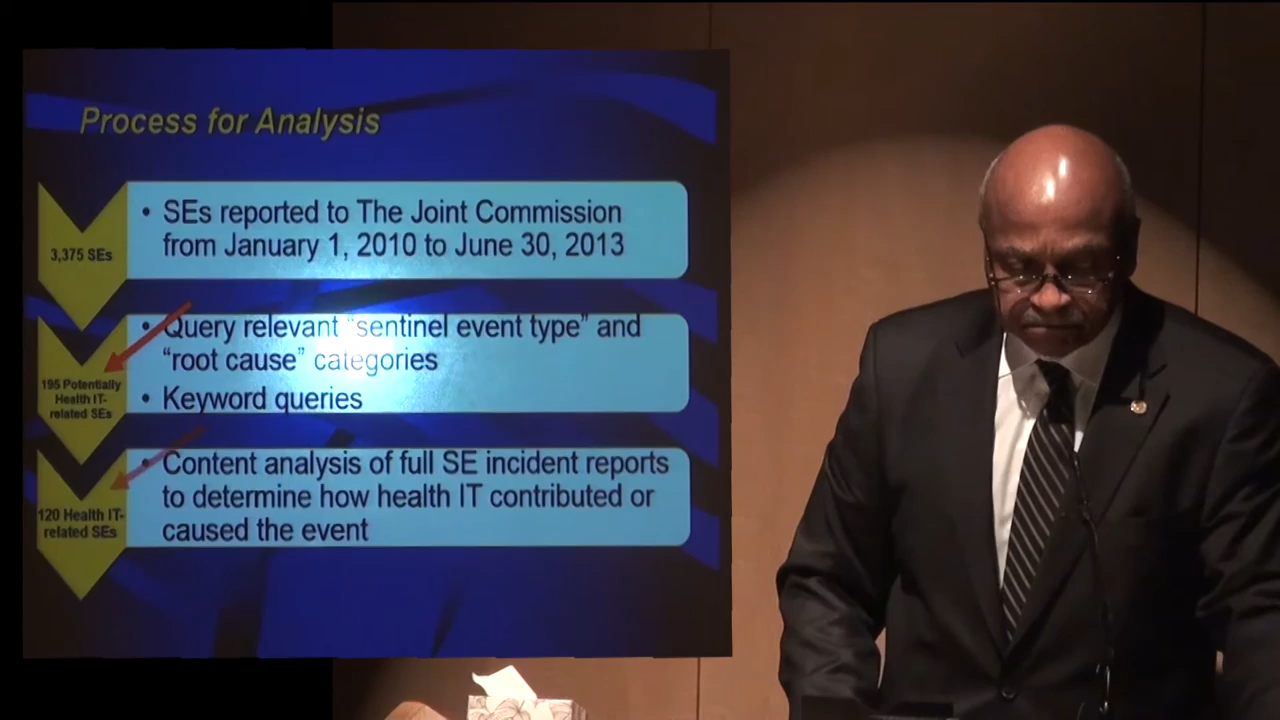 Process for Analysis
3,375 SEs
• SEs reported to The Joint Commission
from January 1, 2010 to June 30, 2013
195 Potentially
Health IT-
related SEs
• Query relevant “sentinel event type” and
“root cause” categories
• Keyword queries
120 Health IT-
related SEs
• Content analysis of full SE incident reports
to determine how health IT contributed or
caused the event